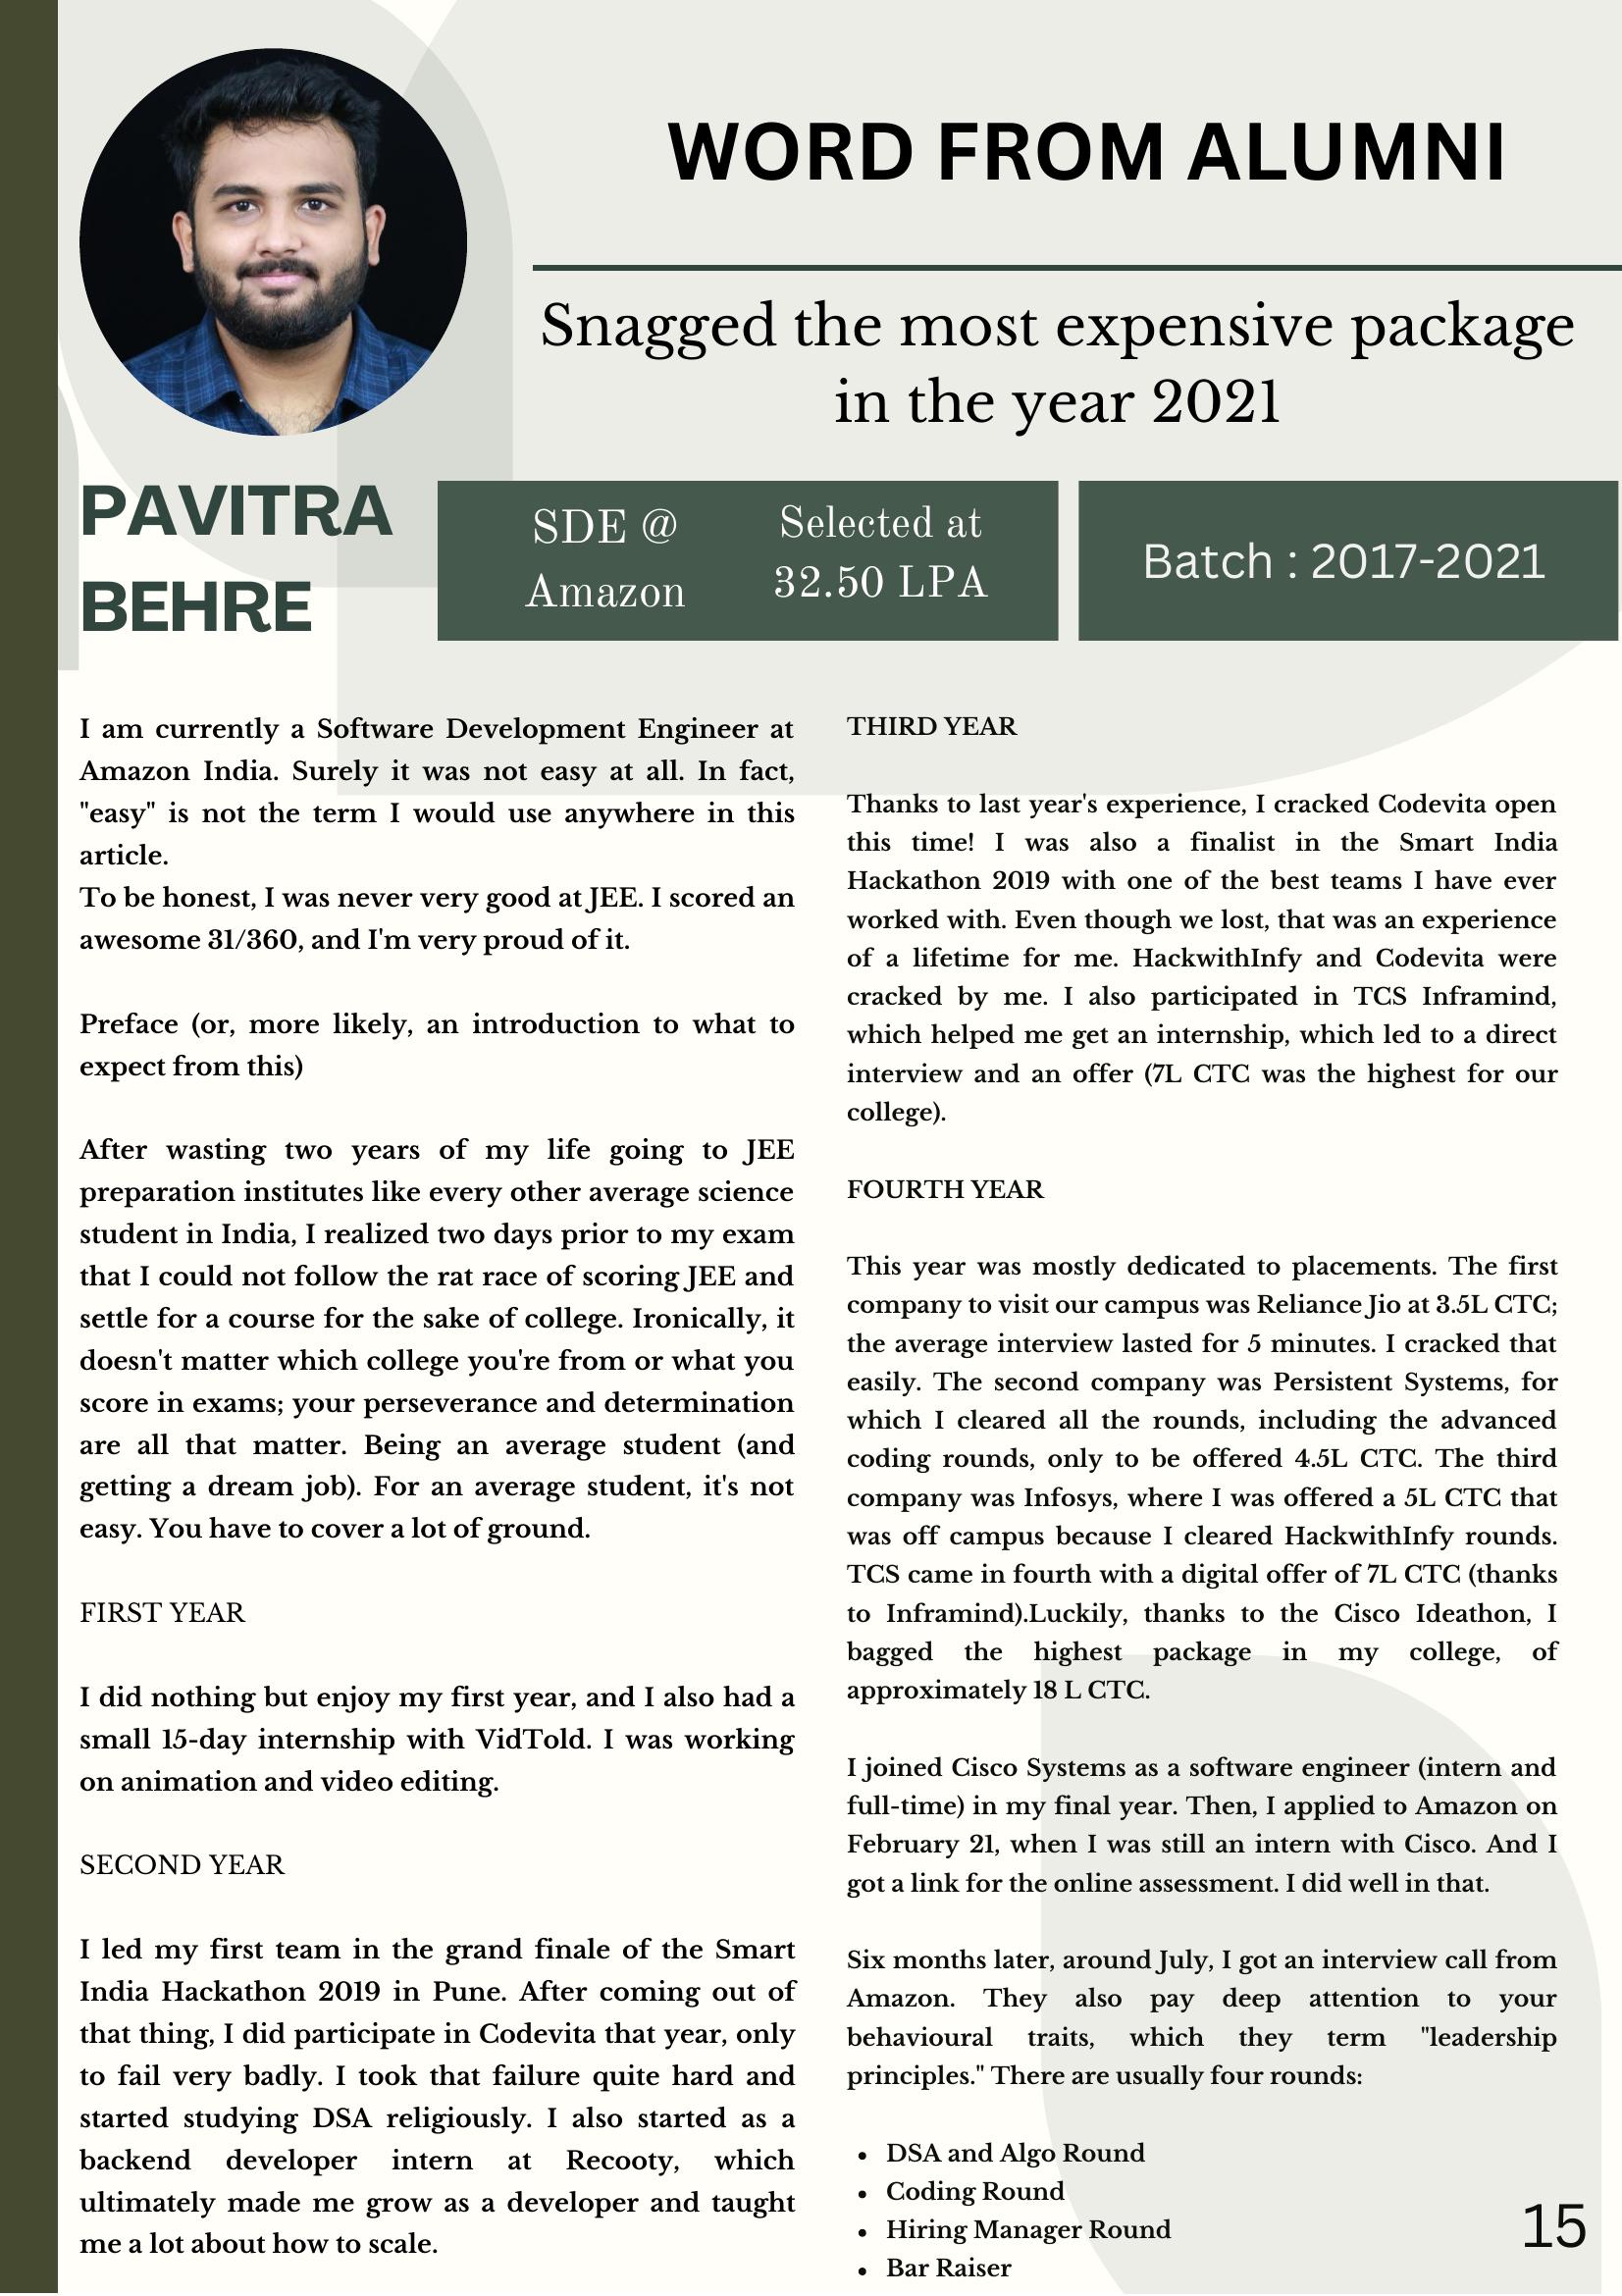 WORD FROM ALUMNI
Snagged the most expensive package
in the year 2021
PAVITRA
BEHRE
SDE @
Amazon
Selected at
32.50 LPA
Batch : 2017-2021
I am currently a Software Development Engineer at
Amazon India. Surely it was not easy at all. In fact,
"easy" is not the term I would use anywhere in this
article.
To be honest, I was never very good at JEE. I scored an
awesome 31/360, and I'm very proud of it.
Preface (or, more likely, an introduction to what to
expect from this)
After wasting two years of my life going to JEE
preparation institutes like every other average science
student in India, I realized two days prior to my exam
that I could not follow the rat race of scoring JEE and
settle for a course for the sake of college. Ironically, it
doesn't matter which college you're from or what you
score in exams; your perseverance and determination
are all that matter. Being an average student (and
getting a dream job). For an average student, it's not
easy. You have to cover a lot of ground.
FIRST YEAR
I did nothing but enjoy my first year, and I also had a
small 15-day internship with VidTold. I was working
on animation and video editing.
SECOND YEAR
I led my first team in the grand finale of the Smart
India Hackathon 2019 in Pune. After coming out of
that thing, I did participate in Codevita that year, only
to fail very badly. I took that failure quite hard and
started studying DSA religiously. I also started as a
backend developer intern at Recooty, which
ultimately made me grow as a developer and taught
me a lot about how to scale.
THIRD YEAR
Thanks to last year's experience, I cracked Codevita open
this time! I was also a finalist in the Smart India
Hackathon 2019 with one of the best teams I have ever
worked with. Even though we lost, that was an experience
of a lifetime for me. HackwithInfy and Codevita were
cracked by me. I also participated in TCS Inframind,
which helped me get an internship, which led to a direct
interview and an offer (7L CTC was the highest for our
college).
FOURTH YEAR
This year was mostly dedicated to placements. The first
company to visit our campus was Reliance Jio at 3.5L CTC;
the average interview lasted for 5 minutes. I cracked that
easily. The second company was Persistent Systems, for
which I cleared all the rounds, including the advanced
coding rounds, only to be offered 4.5L CTC. The third
company was Infosys, where I was offered a 5L CTC that
was off campus because I cleared HackwithInfy rounds.
TCS came in fourth with a digital offer of 7L CTC (thanks
to Inframind).Luckily, thanks to the Cisco Ideathon, I
bagged the highest package in my college, of
approximately 18 L CTC.
I joined Cisco Systems as a software engineer (intern and
full-time) in my final year. Then, I applied to Amazon on
February 21, when I was still an intern with Cisco. And I
got a link for the online assessment. I did well in that.
Six months later, around July, I got an interview call from
Amazon. They also pay deep attention to your
behavioural traits, which they term "leadership
principles." There are usually four rounds:
• DSA and Algo Round
• Coding Round
• Hiring Manager Round
• Bar Raiser
15